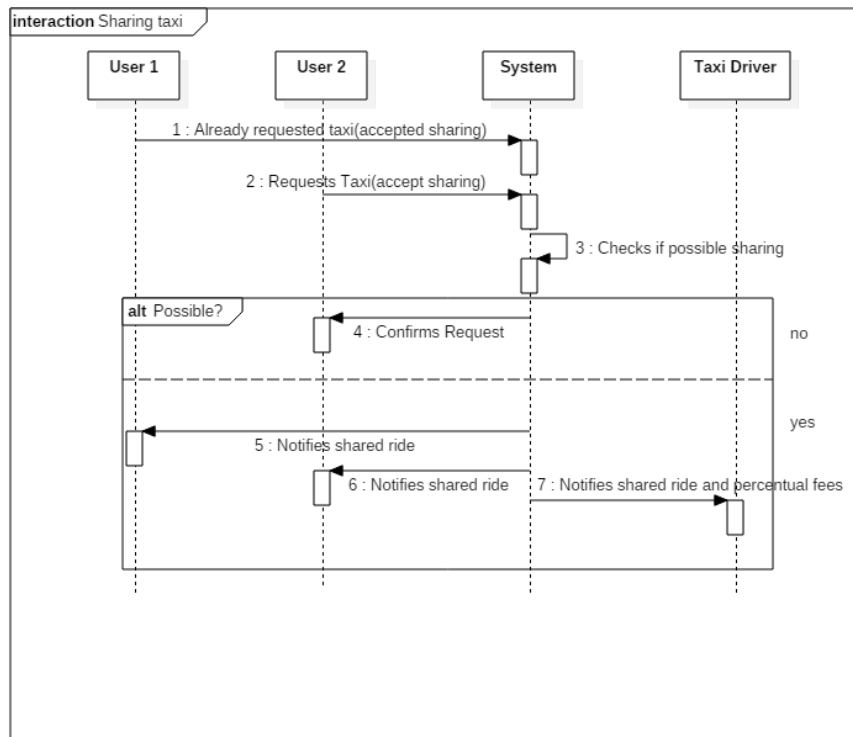 interaction Sharing taxi
User 1
User 2
System
Taxi Driver
1 : Already requested taxi(accepted sharing)
2 : Requests Taxi(accept sharing)
3 : Checks if possible sharing
alt Possible?
4 : Confirms Request
no
yes
5 : Notifies shared ride
6 : Notifies shared ride
7 : Notifies shared ride and percentual fees